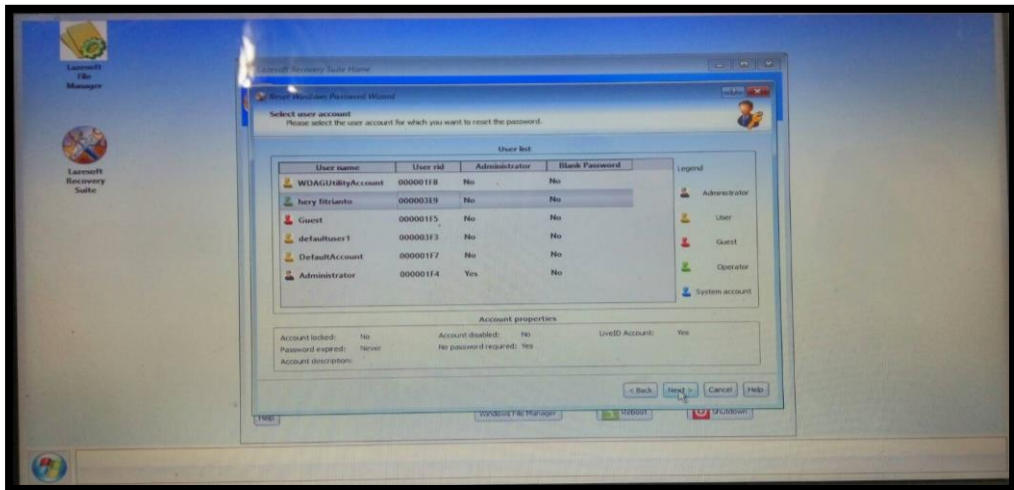 Lazesoft
File
Manager
Lazesoft
Recovery
Suite
Lazesoft Recovery Suite Home
Reset Windows Password Wizard
Select user account
Please select the user account for which you want to reset the password.
User list
User name User rid Administrator Blank Password
WDAGUtilityAccount 000001F8 No No
hery fitrianto 000003E9 No No
Guest 000001F5 No No
defaultuser1 000003F3 No No
DefaultAccount 000001F7 No No
Administrator 000001F4 Yes No
Legend
Administrator
User
Guest
Operator
System account
Account properties
Account locked: No Account disabled: No LiveID Account: Yes
Password expired: Never No password required: Yes
Account description:
< Back Next > Cancel Help
Help Windows File Manager Reboot Shutdown